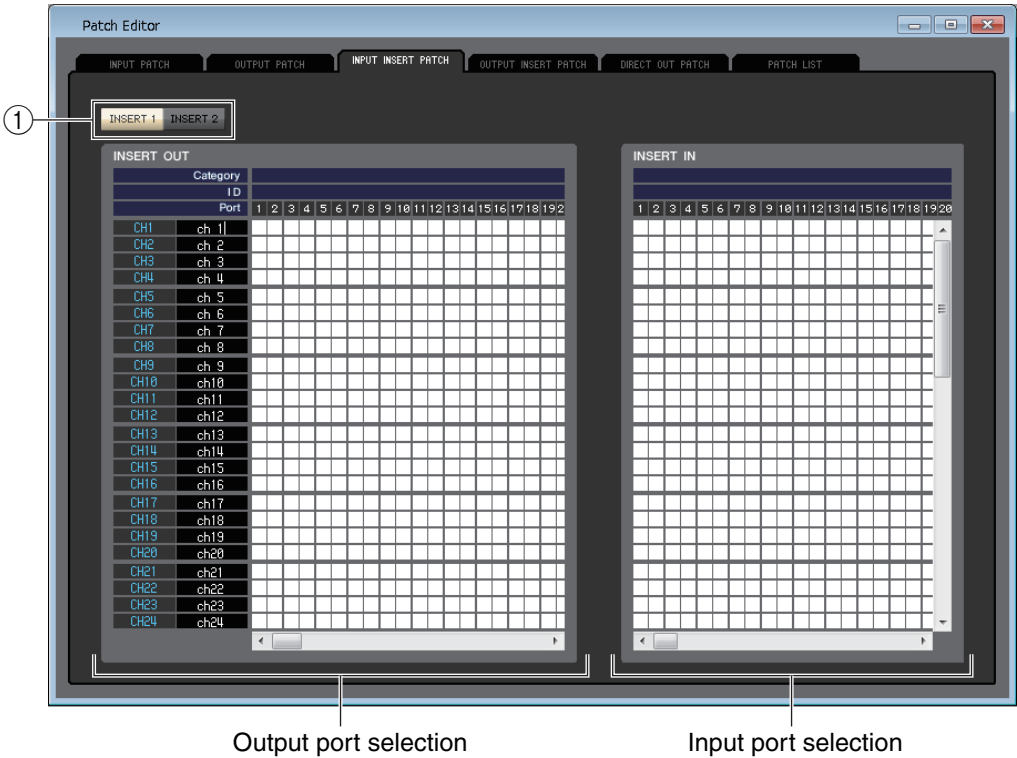 Patch Editor
INPUT PATCH OUTPUT PATCH INPUT INSERT PATCH OUTPUT INSERT PATCH DIRECT OUT PATCH PATCH LIST
1
INSERT 1 INSERT 2
INSERT OUT INSERT IN
Category
ID
Port 1 2 3 4 5 6 7 8 9 10 11 12 13 14 15 16 17 18 19 2 1 2 3 4 5 6 7 8 9 10 11 12 13 14 15 16 17 18 19 20
CH1 ch 1
CH2 ch 2
CH3 ch 3
CH4 ch 4
CH5 ch 5
CH6 ch 6
CH7 ch 7
CH8 ch 8
CH9 ch 9
CH10 ch10
CH11 ch11
CH12 ch12
CH13 ch13
CH14 ch14
CH15 ch15
CH16 ch16
CH17 ch17
CH18 ch18
CH19 ch19
CH20 ch20
CH21 ch21
CH22 ch22
CH23 ch23
CH24 ch24
Output port selection Input port selection